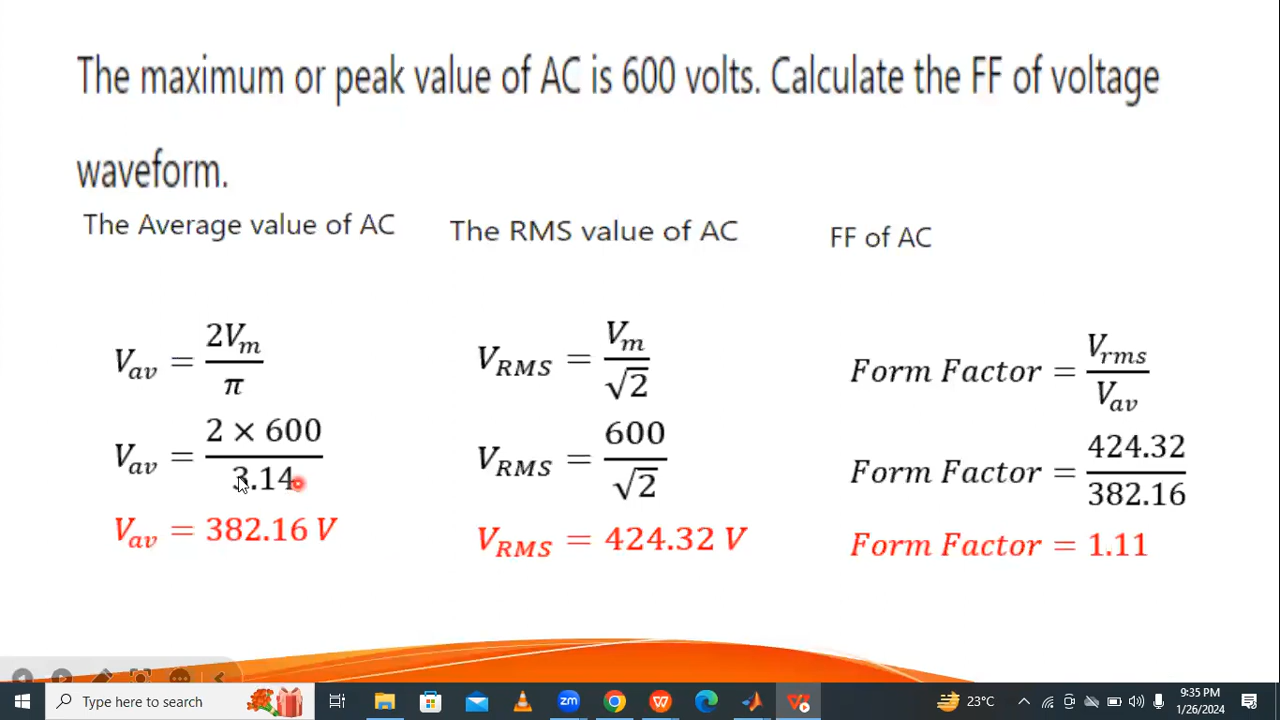 The maximum or peak value of AC is 600 volts. Calculate the FF of voltage
waveform.
The Average value of AC
V_av = 2V_m / π
V_av = 2 × 600 / 3.14
V_av = 382.16 V
The RMS value of AC
V_RMS = V_m / √2
V_RMS = 600 / √2
V_RMS = 424.32 V
FF of AC
Form Factor = V_rms / V_av
Form Factor = 424.32 / 382.16
Form Factor = 1.11
Type here to search
23°C
9:35 PM
1/26/2024